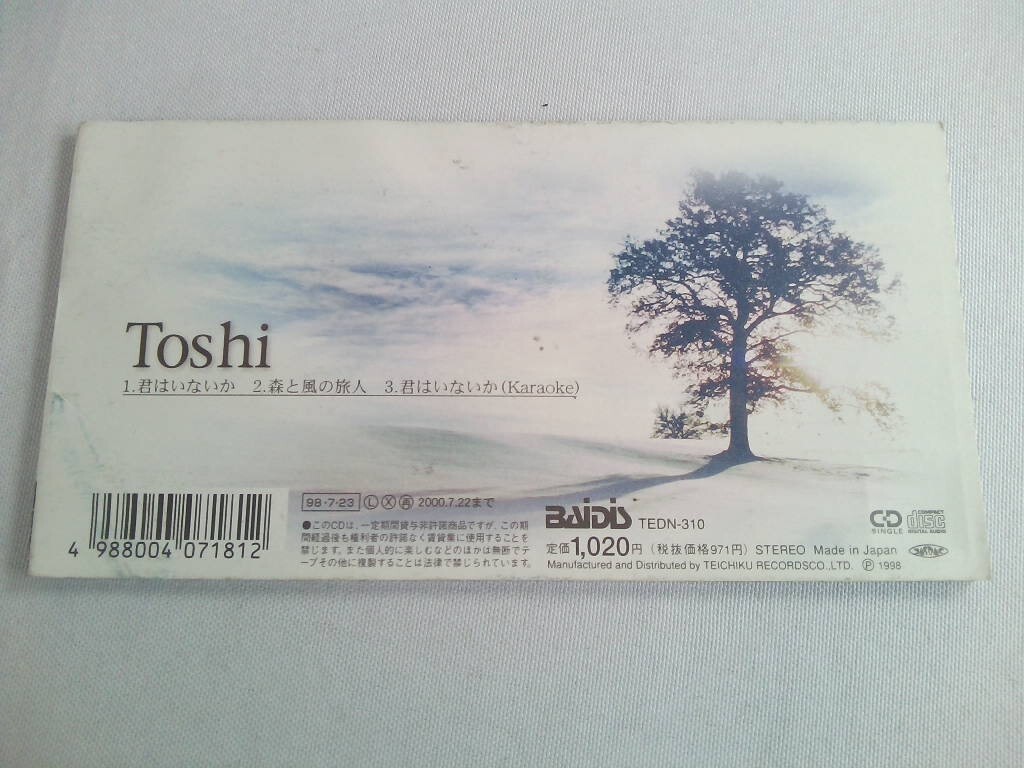 Toshi
1.君はいないか 2.森と風の旅人 3.君はいないか(Karaoke)
98・7・23 Ⓛ Ⓧ 再 2000.7.22まで
●このCDは、一定期間貸与非許諾商品ですが、この期
間経過後も権利者の許諾なく賃貸業に使用することを
禁じます。また個人的に楽しむなどのほかは無断でテ
ープその他に複製することは法律で禁じられています。
4 988004 071812
BAIDIS TEDN-310
定価1,020円(税抜価格971円) STEREO Made in Japan
Manufactured and Distributed by TEICHIKU RECORDSCO.,LTD. Ⓟ 1998
CD SINGLE
COMPACT disc DIGITAL AUDIO